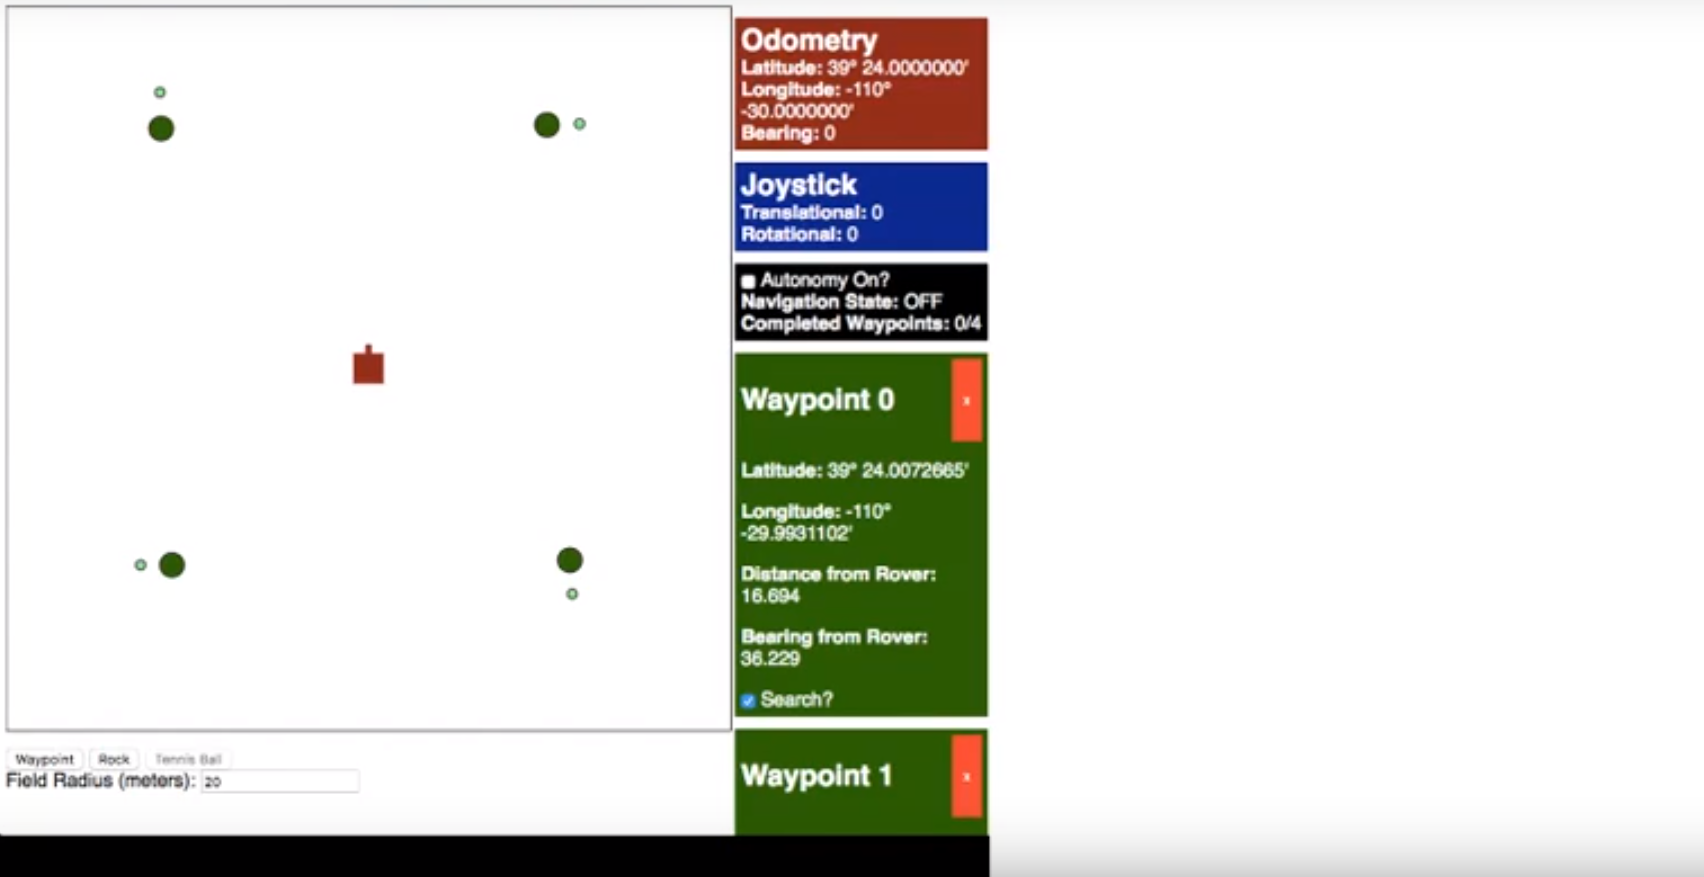 Odometry
Latitude: 39° 24.0000000'
Longitude: -110°
-30.0000000'
Bearing: 0
Joystick
Translational: 0
Rotational: 0
Autonomy On?
Navigation State: OFF
Completed Waypoints: 0/4
Waypoint 0
x
Latitude: 39° 24.0072665'
Longitude: -110°
-29.9931102'
Distance from Rover:
16.694
Bearing from Rover:
36.229
Search?
Waypoint 1
x
Waypoint Rock Tennis Ball
Field Radius (meters): 20